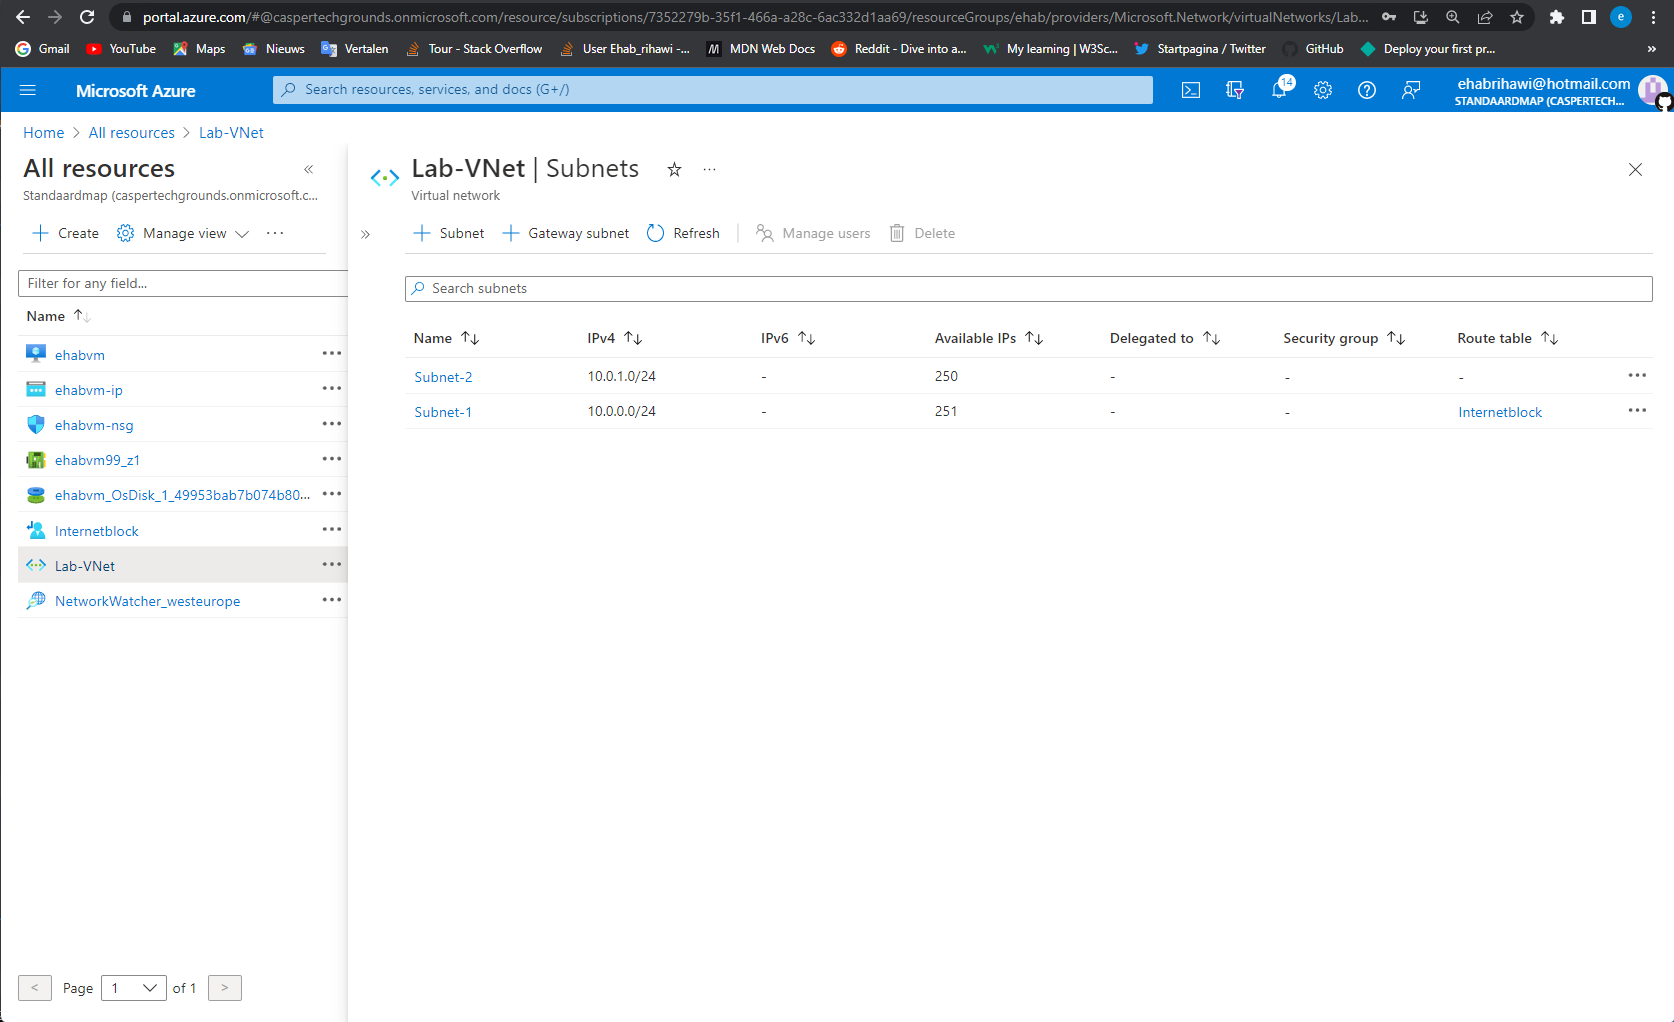 portal.azure.com/#@caspertechgrounds.onmicrosoft.com/resource/subscriptions/7352279b-35f1-466a-a28c-6ac332d1aa69/resourceGroups/ehab/providers/Microsoft.Network/virtualNetworks/Lab...
e
Gmail YouTube Maps Nieuws Vertalen Tour - Stack Overflow User Ehab_rihawi -... MDN Web Docs Reddit - Dive into a... My learning | W3Sc... Startpagina / Twitter GitHub Deploy your first pr... »
Microsoft Azure
Search resources, services, and docs (G+/)
14
ehabrihawi@hotmail.com
STANDAARDMAP (CASPERTECH...
Home > All resources > Lab-VNet
All resources «
Standaardmap (caspertechgrounds.onmicrosoft.c...
+ Create Manage view ...
Filter for any field...
Name ↑↓
ehabvm ...
ehabvm-ip ...
ehabvm-nsg ...
ehabvm99_z1 ...
ehabvm_OsDisk_1_49953bab7b074b80... ...
Internetblock ...
Lab-VNet ...
NetworkWatcher_westeurope ...
< Page 1 of 1 >
Lab-VNet | Subnets ...
Virtual network
» + Subnet + Gateway subnet Refresh | Manage users Delete
Search subnets
Name ↑↓ IPv4 ↑↓ IPv6 ↑↓ Available IPs ↑↓ Delegated to ↑↓ Security group ↑↓ Route table ↑↓
Subnet-2 10.0.1.0/24 - 250 - - - ...
Subnet-1 10.0.0.0/24 - 251 - - Internetblock ...